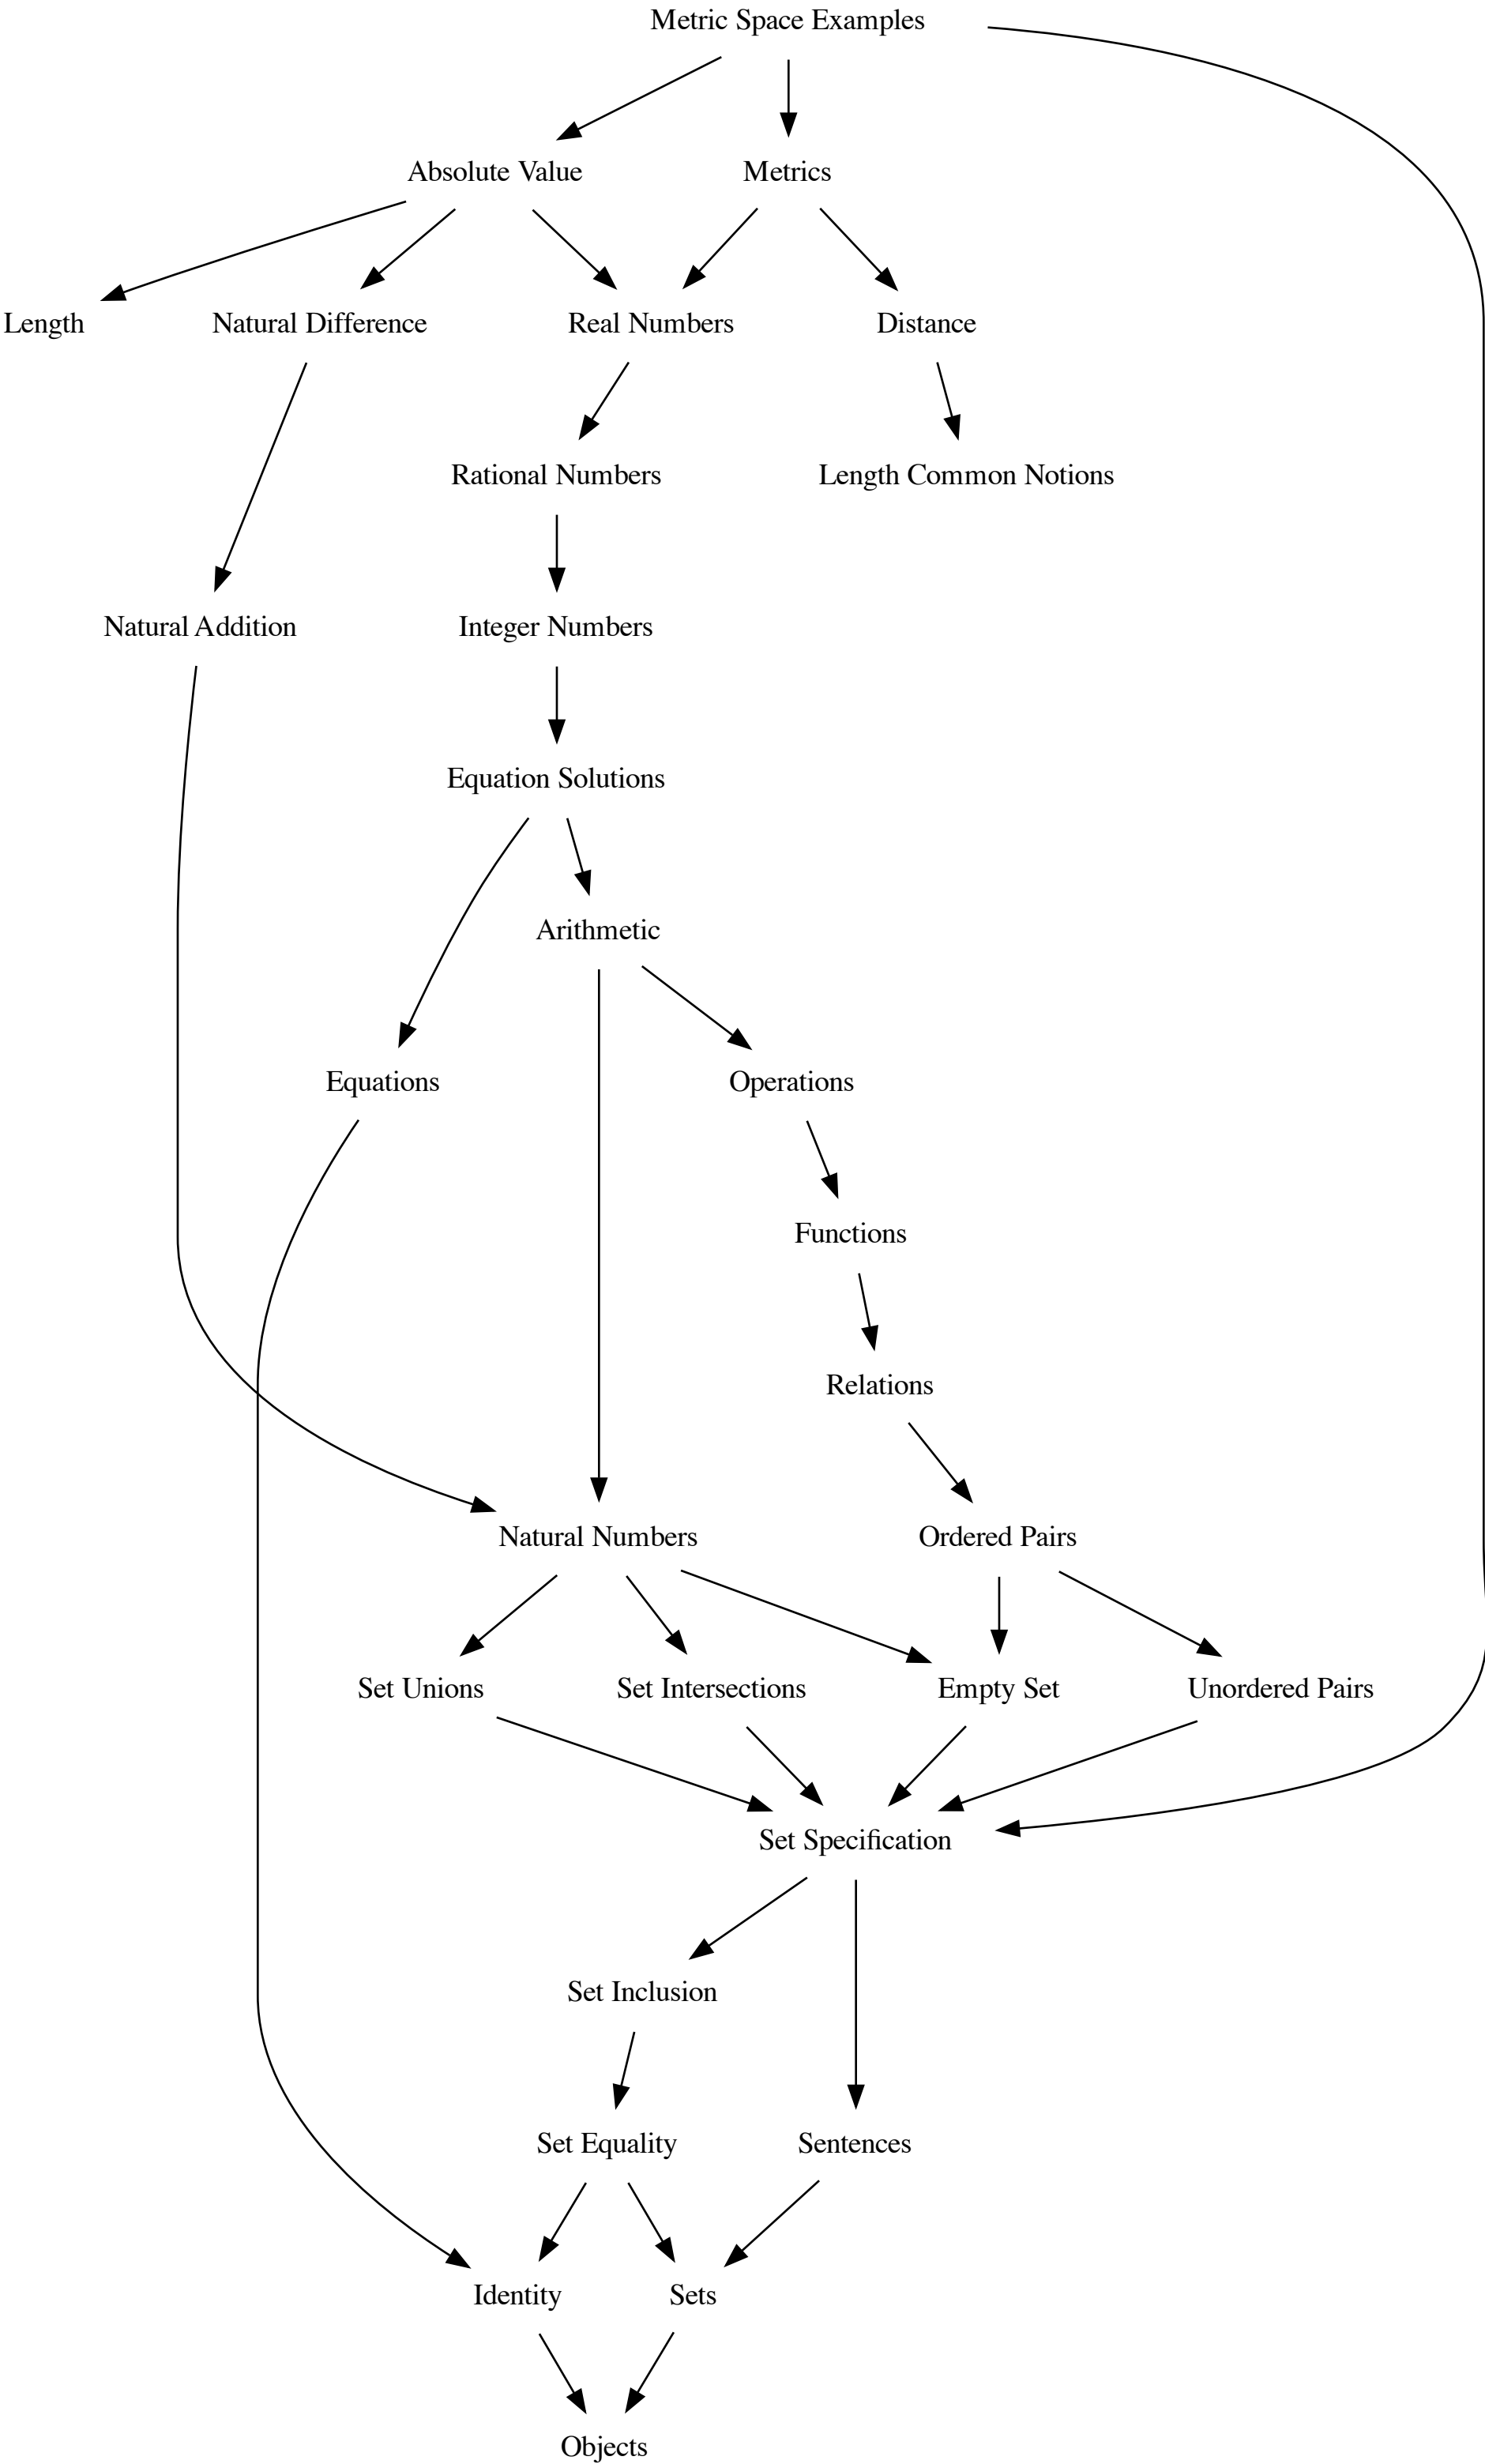 Metric Space Examples
Absolute Value
Metrics
Length
Natural Difference
Real Numbers
Distance
Rational Numbers
Length Common Notions
Natural Addition
Integer Numbers
Equation Solutions
Arithmetic
Equations
Operations
Functions
Relations
Natural Numbers
Ordered Pairs
Set Unions
Set Intersections
Empty Set
Unordered Pairs
Set Specification
Set Inclusion
Set Equality
Sentences
Identity
Sets
Objects